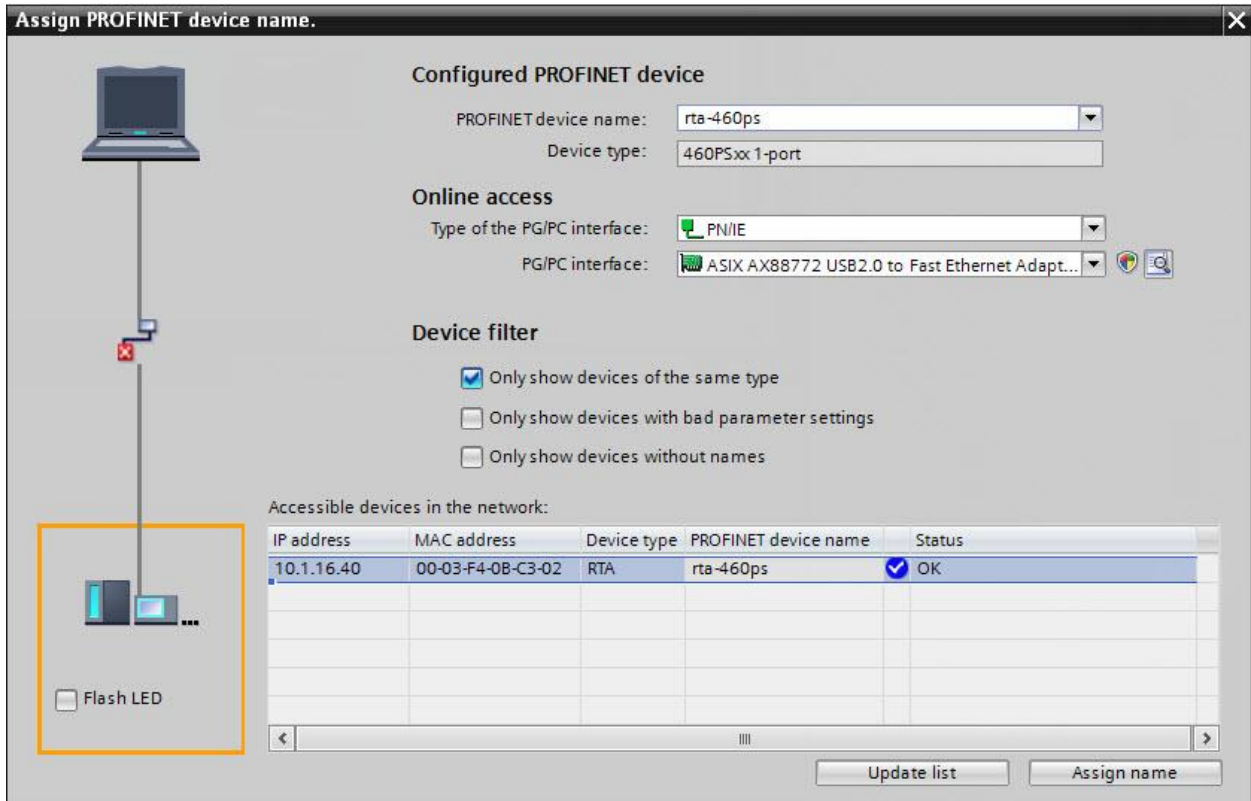 Assign PROFINET device name.
Configured PROFINET device
PROFINET device name: rta-460ps
Device type: 460PSxx 1-port
Online access
Type of the PG/PC interface: PN/IE
PG/PC interface: ASIX AX88772 USB2.0 to Fast Ethernet Adapt...
Device filter
Only show devices of the same type
Only show devices with bad parameter settings
Only show devices without names
Accessible devices in the network:
IP address MAC address Device type PROFINET device name Status
10.1.16.40 00-03-F4-0B-C3-02 RTA rta-460ps OK
Flash LED
Update list Assign name